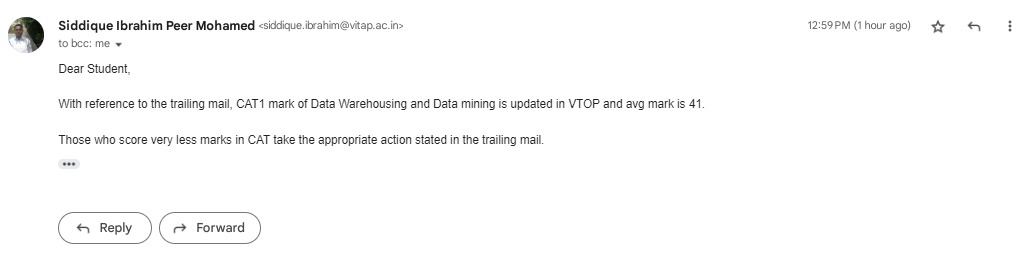 Siddique Ibrahim Peer Mohamed <siddique.ibrahim@vitap.ac.in>
12:59 PM (1 hour ago)
to bcc: me
Dear Student,
With reference to the trailing mail, CAT1 mark of Data Warehousing and Data mining is updated in VTOP and avg mark is 41.
Those who score very less marks in CAT take the appropriate action stated in the trailing mail.
Reply
Forward